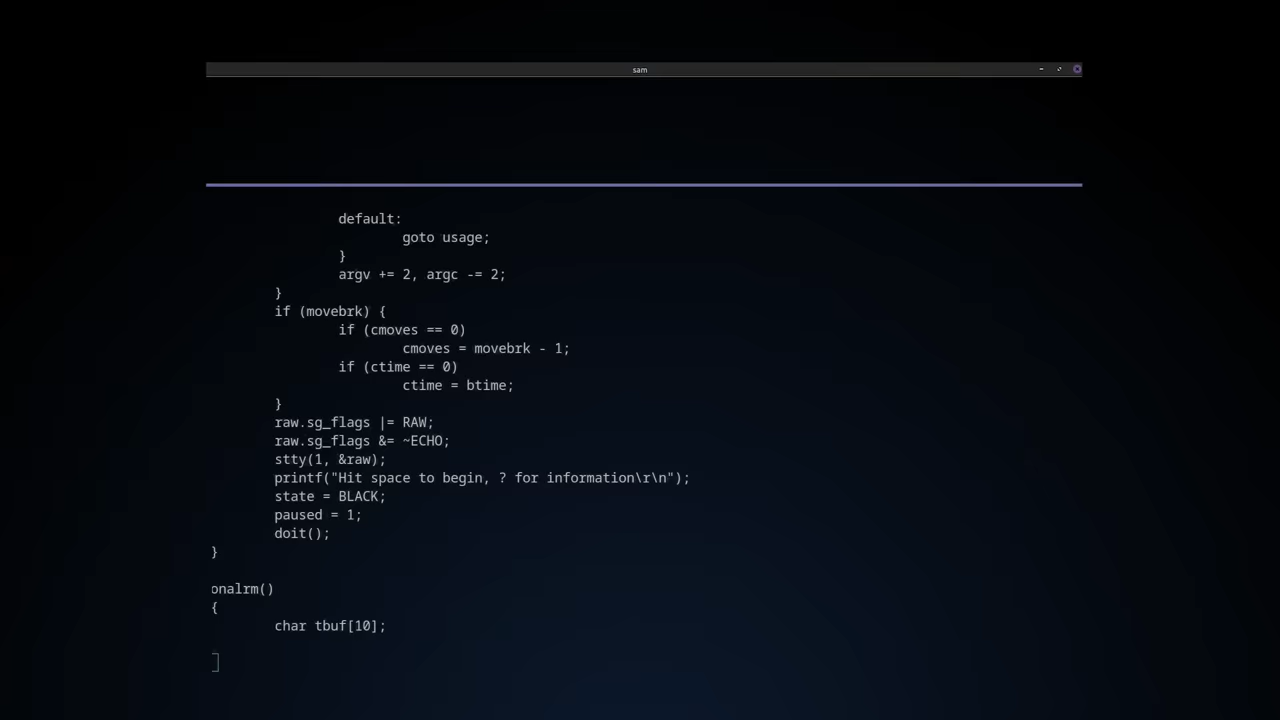 sam
default:
goto usage;
}
argv += 2, argc -= 2;
}
if (movebrk) {
if (cmoves == 0)
cmoves = movebrk - 1;
if (ctime == 0)
ctime = btime;
}
raw.sg_flags |= RAW;
raw.sg_flags &= ~ECHO;
stty(1, &raw);
printf("Hit space to begin, ? for information\r\n");
state = BLACK;
paused = 1;
doit();
}
onalrm()
{
char tbuf[10];